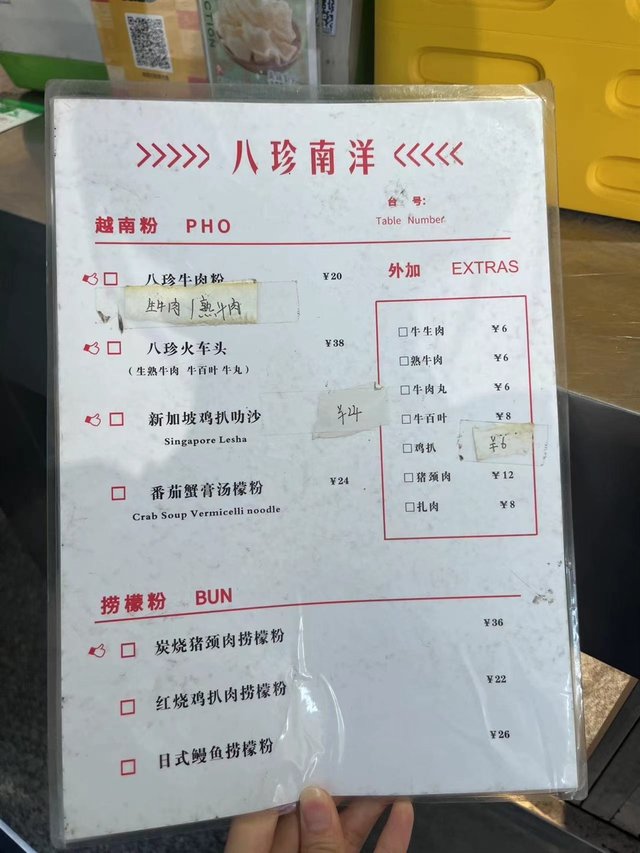 >>>>> 八珍南洋 <<<<<
台 号:
Table Number
越南粉 PHO
八珍牛肉粉 ¥20
生牛肉/熟牛肉
八珍火车头 ¥38
(生熟牛肉 牛百叶 牛丸)
新加坡鸡扒叻沙 ¥24
Singapore Lesha
番茄蟹膏汤檬粉 ¥24
Crab Soup Vermicelli noodle
外加 EXTRAS
牛生肉 ¥6
熟牛肉 ¥6
牛肉丸 ¥6
牛百叶 ¥8
鸡扒 ¥6
猪颈肉 ¥12
扎肉 ¥8
捞檬粉 BUN
炭烧猪颈肉捞檬粉 ¥36
红烧鸡扒肉捞檬粉 ¥22
日式鳗鱼捞檬粉 ¥26